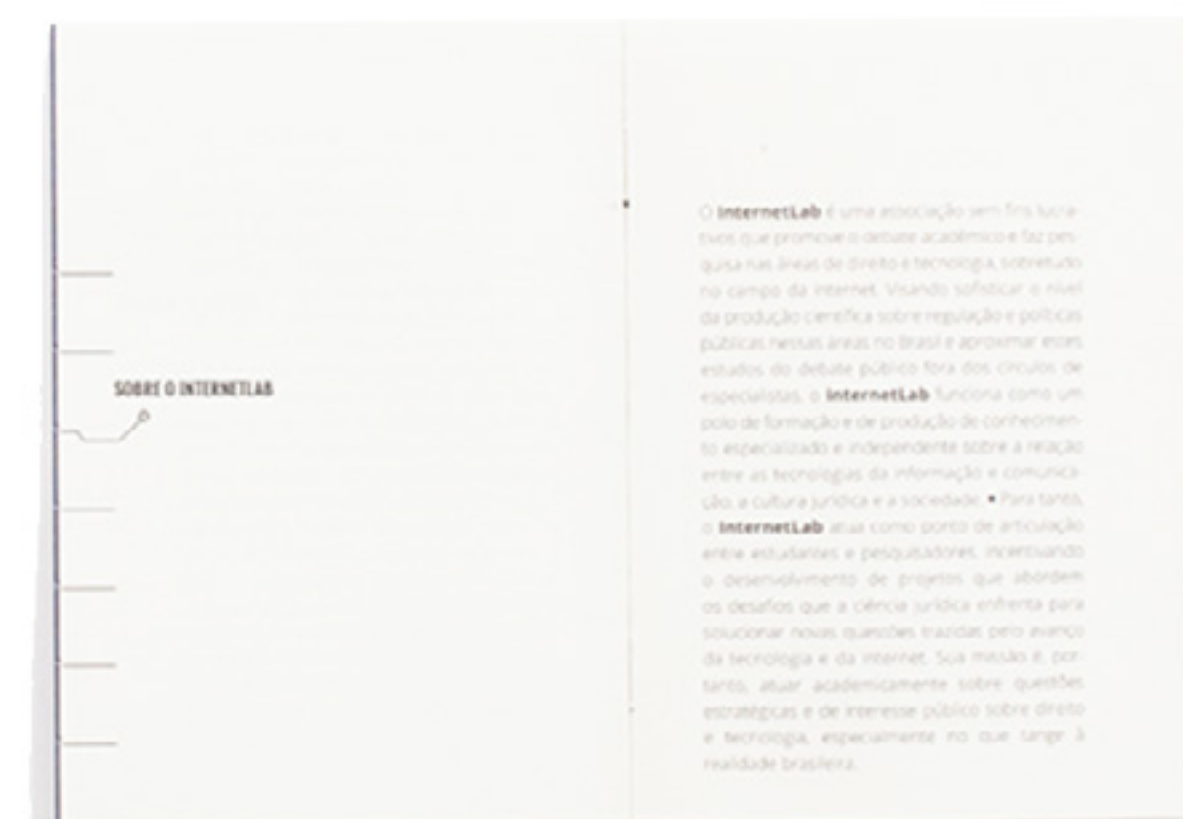 SOBRE O INTERNETLAB
O InternetLab é uma associação sem fins lucra-
tivos que promove o debate acadêmico e faz pes-
quisa nas áreas de direito e tecnologia, sobretudo
no campo da internet. Visando sofisticar o nível
da produção científica sobre regulação e políticas
públicas nessas áreas no Brasil e aproximar esses
estudos do debate público fora dos círculos de
especialistas, o InternetLab funciona como um
polo de formação e de produção de conhecimen-
to especializado e independente sobre a relação
entre as tecnologias da informação e comunica-
ção, a cultura jurídica e a sociedade. • Para tanto,
o InternetLab atua como ponto de articulação
entre estudantes e pesquisadores, incentivando
o desenvolvimento de projetos que abordem
os desafios que a ciência jurídica enfrenta para
solucionar novas questões trazidas pelo avanço
da tecnologia e da internet. Sua missão é, por-
tanto, atuar academicamente sobre questões
estratégicas e de interesse público sobre direito
e tecnologia, especialmente no que tange à
realidade brasileira.